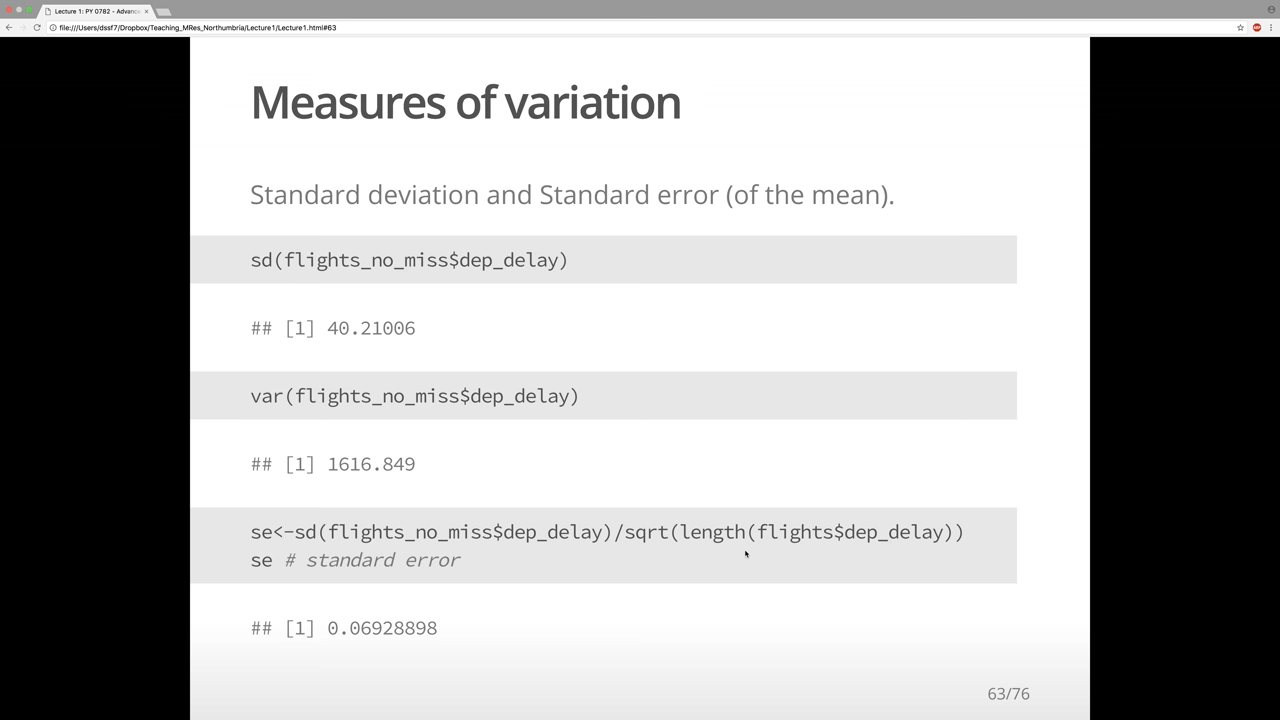 Lecture 1: PY 0782 - Advanc
file:///Users/dssf7/Dropbox/Teaching_MRes_Northumbria/Lecture1/Lecture1.html#63
Measures of variation
Standard deviation and Standard error (of the mean).
sd(flights_no_miss$dep_delay)
## [1] 40.21006
var(flights_no_miss$dep_delay)
## [1] 1616.849
se<-sd(flights_no_miss$dep_delay)/sqrt(length(flights$dep_delay))
se # standard error
## [1] 0.06928898
63/76